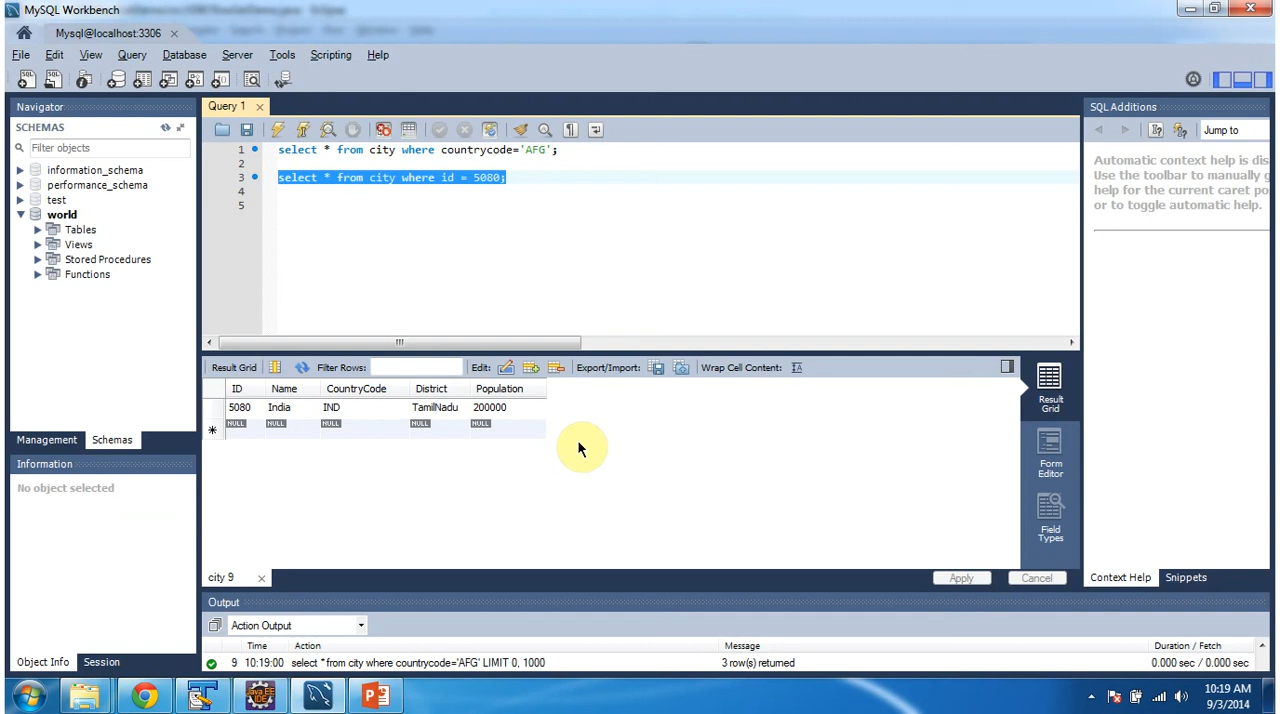 MySQL Workbench
Mysql@localhost:3306
File Edit View Query Database Server Tools Scripting Help
Navigator
SCHEMAS
Filter objects
information_schema
performance_schema
test
world
Tables
Views
Stored Procedures
Functions
Management Schemas
Information
No object selected
Object Info Session
Query 1
1 select * from city where countrycode='AFG';
2
3 select * from city where id = 5080;
4
5
Result Grid Filter Rows: Edit: Export/Import: Wrap Cell Content:
ID Name CountryCode District Population
5080 India IND TamilNadu 200000
NULL NULL NULL NULL NULL
Result
Grid
Form
Editor
Field
Types
city 9 Apply Cancel
Output
Action Output
Time Action Message Duration / Fetch
9 10:19:00 select * from city where countrycode='AFG' LIMIT 0, 1000 3 row(s) returned 0.000 sec / 0.000 sec
SQL Additions
Jump to
Automatic context help is dis
Use the toolbar to manually g
help for the current caret pos
or to toggle automatic help.
Context Help Snippets
Java EE
IDE
10:19 AM
9/3/2014